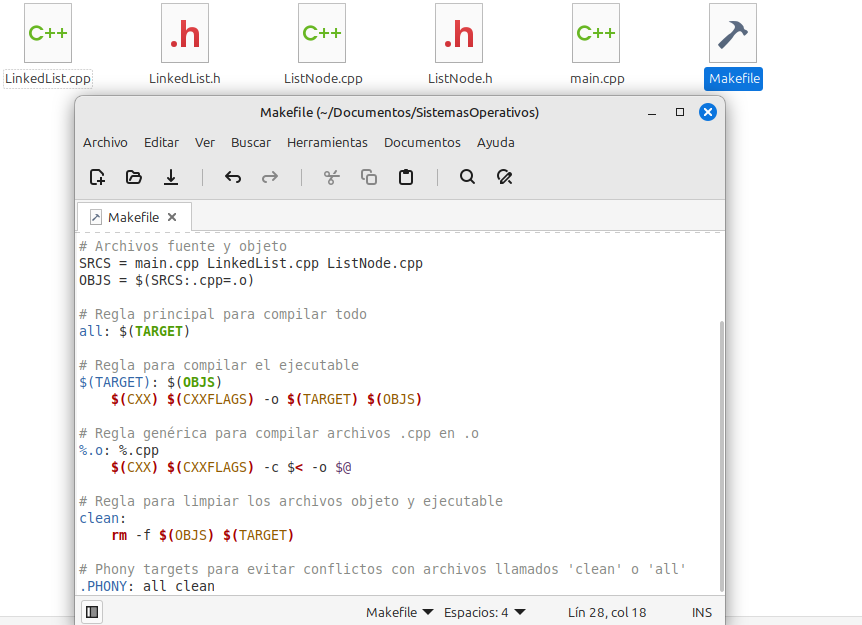 C++ .h C++ .h C++
LinkedList.cpp LinkedList.h ListNode.cpp ListNode.h main.cpp Makefile
Makefile (~/Documentos/SistemasOperativos)
Archivo Editar Ver Buscar Herramientas Documentos Ayuda
Makefile
# Archivos fuente y objeto
SRCS = main.cpp LinkedList.cpp ListNode.cpp
OBJS = $(SRCS:.cpp=.o)
# Regla principal para compilar todo
all: $(TARGET)
# Regla para compilar el ejecutable
$(TARGET): $(OBJS)
$(CXX) $(CXXFLAGS) -o $(TARGET) $(OBJS)
# Regla genérica para compilar archivos .cpp en .o
%.o: %.cpp
$(CXX) $(CXXFLAGS) -c $< -o $@
# Regla para limpiar los archivos objeto y ejecutable
clean:
rm -f $(OBJS) $(TARGET)
# Phony targets para evitar conflictos con archivos llamados 'clean' o 'all'
.PHONY: all clean
Makefile Espacios: 4 Lín 28, col 18 INS